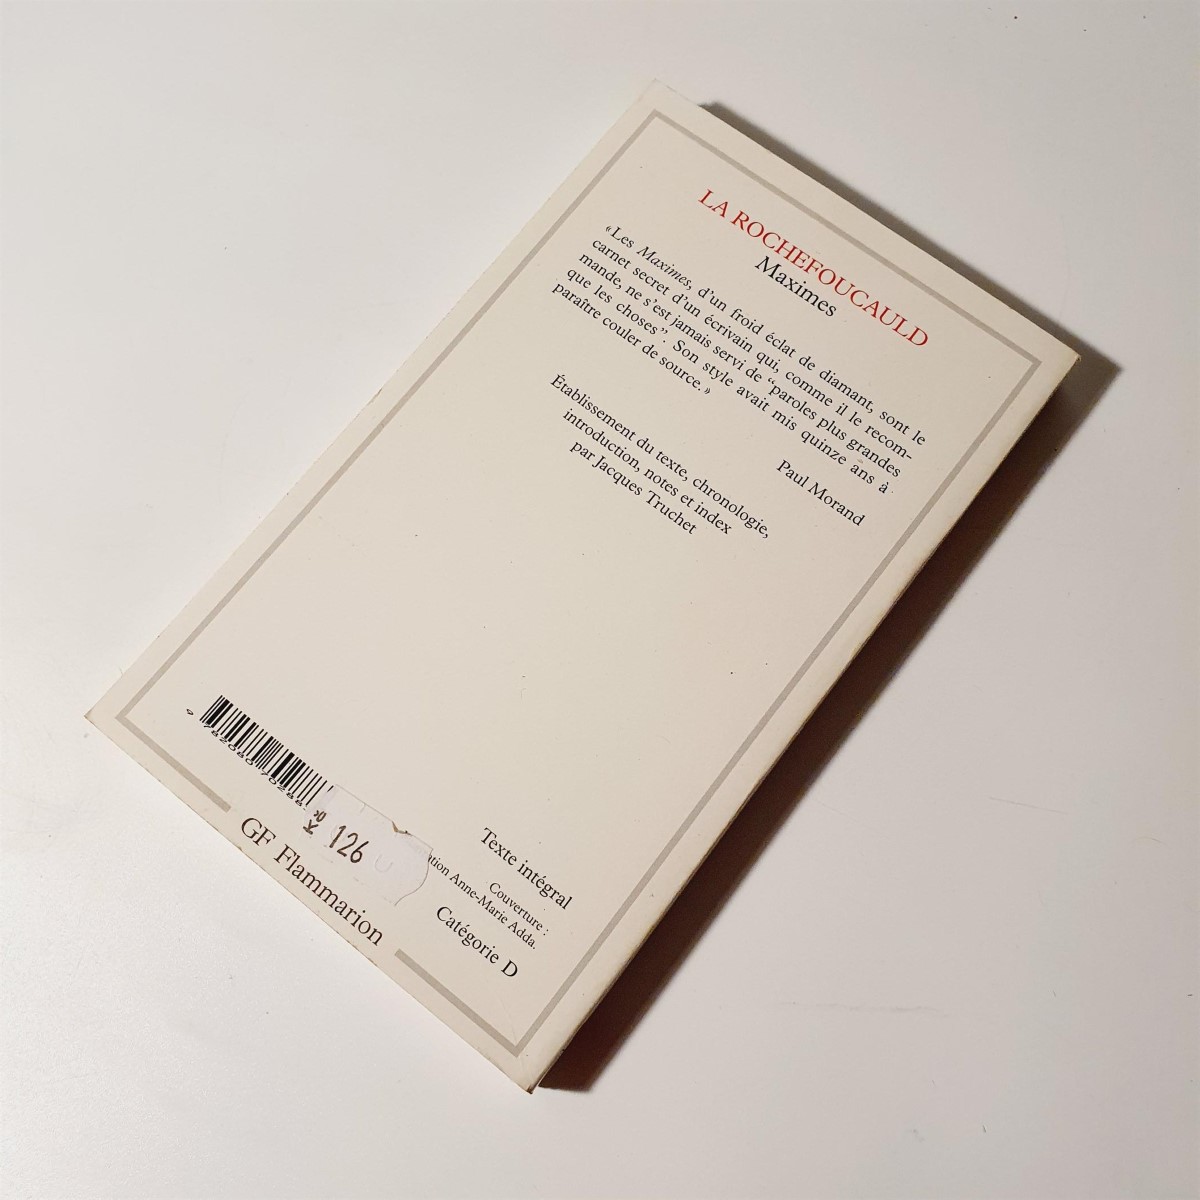 LA ROCHEFOUCAULD
Maximes
«Les Maximes, d'un froid éclat de diamant, sont le
carnet secret d'un écrivain qui, comme il le recom-
mande, ne s'est jamais servi de “paroles plus grandes
que les choses”. Son style avait mis quinze ans à
paraître couler de source.»
Paul Morand
Établissement du texte, chronologie,
introduction, notes et index
par Jacques Truchet
9 782080 70288
126
Texte intégral
Couverture :
Anne-Marie Adda.
Catégorie D
GF Flammarion